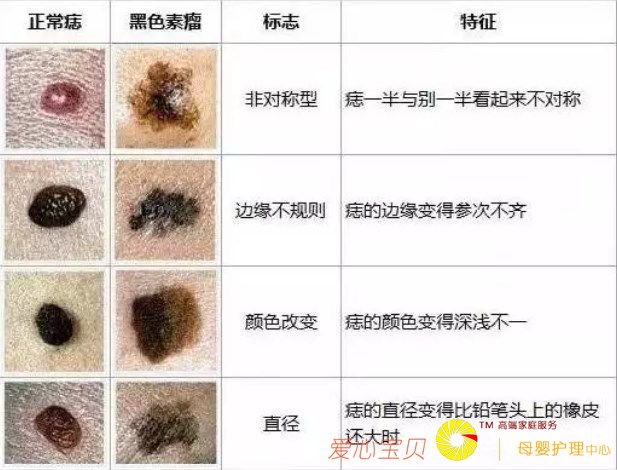 正常痣 黑色素瘤 标志 特征
非对称型 痣一半与别一半看起来不对称
边缘不规则 痣的边缘变得参次不齐
颜色改变 痣的颜色变得深浅不一
直径 痣的直径变得比铅笔头上的橡皮
还大时
爱心宝贝
TM 高端家庭服务
母婴护理中心